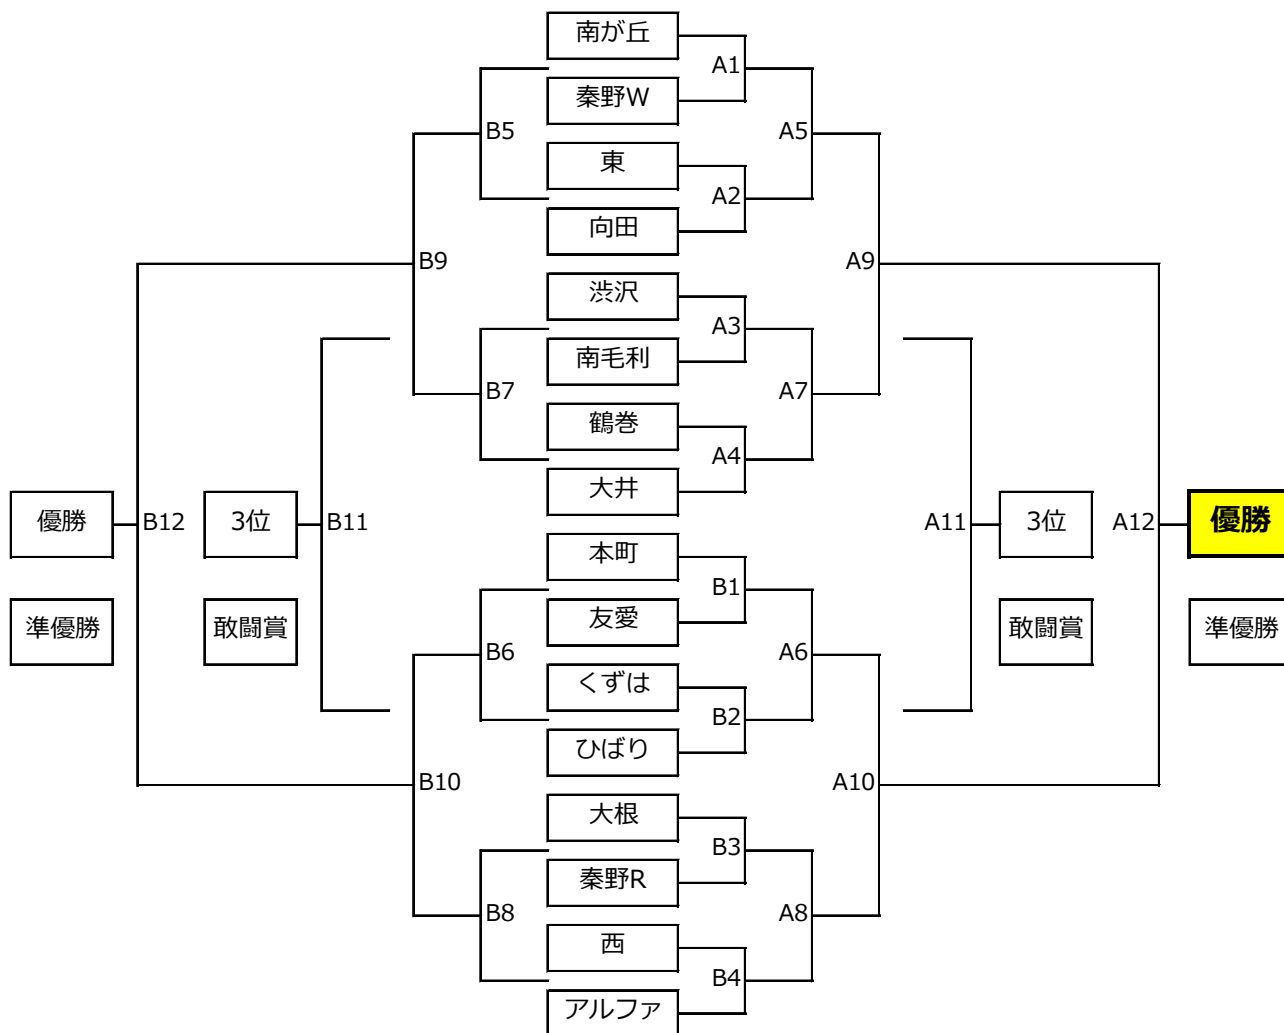 南が丘
A1
秦野W
B5
A5
東
A2
向田
B9
A9
渋沢
A3
南毛利
B7
A7
鶴巻
A4
大井
優勝
B12
3位
B11
A11
3位
A12
優勝
本町
B1
準優勝
敢闘賞
友愛
敢闘賞
準優勝
B6
A6
くずは
B2
ひばり
B10
A10
大根
B3
秦野R
B8
A8
西
B4
アルファ